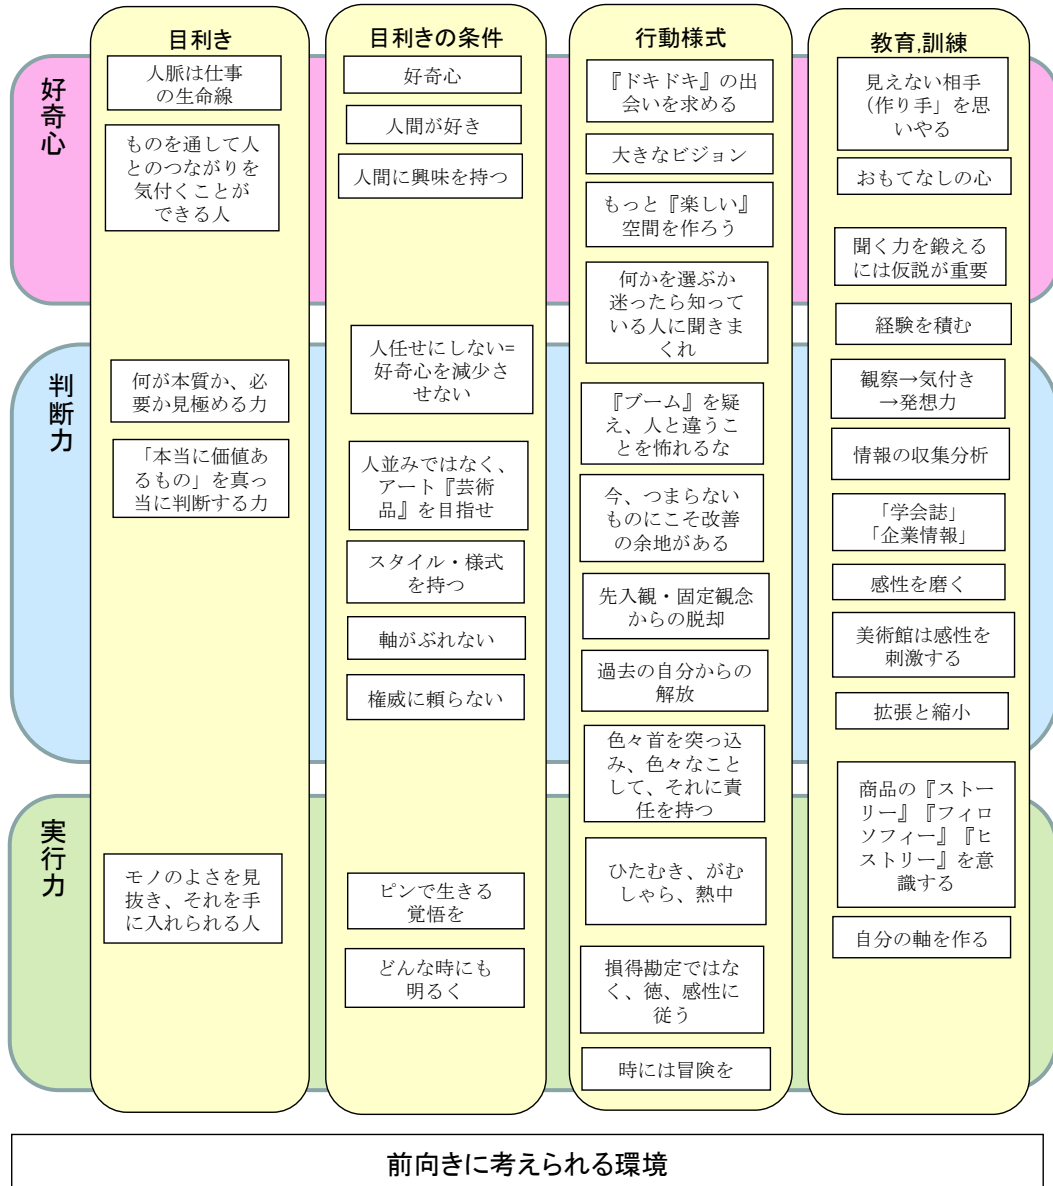 目利き
目利きの条件
行動様式
教育,訓練
好奇心
判断力
実行力
人脈は仕事
の生命線
ものを通して人
とのつながりを
気付くことが
できる人
何が本質か、必
要か見極める力
「本当に価値あ
るもの」を真っ
当に判断する力
モノのよさを見
抜き、それを手
に入れられる人
好奇心
人間が好き
人間に興味を持つ
人任せにしない=
好奇心を減少さ
せない
人並みではなく、
アート『芸術
品』を目指せ
スタイル・様式
を持つ
軸がぶれない
権威に頼らない
ピンで生きる
覚悟を
どんな時にも
明るく
『ドキドキ』の出
会いを求める
大きなビジョン
もっと『楽しい』
空間を作ろう
何かを選ぶか
迷ったら知って
いる人に聞きま
くれ
『ブーム』を疑
え、人と違うこ
とを怖れるな
今、つまらない
ものにこそ改善
の余地がある
先入観・固定観念
からの脱却
過去の自分からの
解放
色々首を突っ込
み、色々なこと
して、それに責
任を持つ
ひたむき、がむ
しゃら、熱中
損得勘定ではな
く、徳、感性に
従う
時には冒険を
見えない相手
（作り手」を思
いやる
おもてなしの心
聞く力を鍛える
には仮説が重要
経験を積む
観察→気付き
→発想力
情報の収集分析
「学会誌」
「企業情報」
感性を磨く
美術館は感性を
刺激する
拡張と縮小
商品の『ストー
リー』『フィロ
ソフィー』『ヒ
ストリー』を意
識する
自分の軸を作る
前向きに考えられる環境